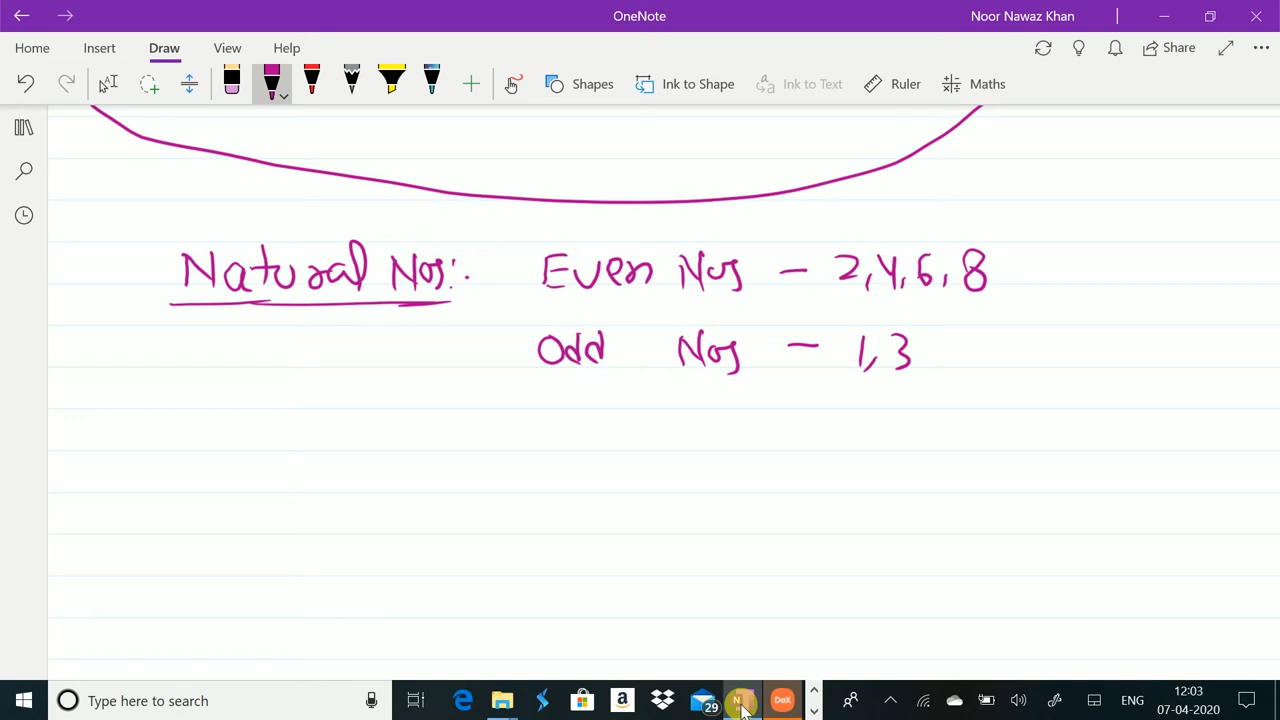 OneNote
Noor Nawaz Khan
Home Insert Draw View Help
Share
Shapes Ink to Shape Ink to Text Ruler Maths
Natural Nos:. Even Nos - 2, 4, 6, 8
Odd Nos - 1, 3
Type here to search
29
N
DeX
ENG
12:03
07-04-2020